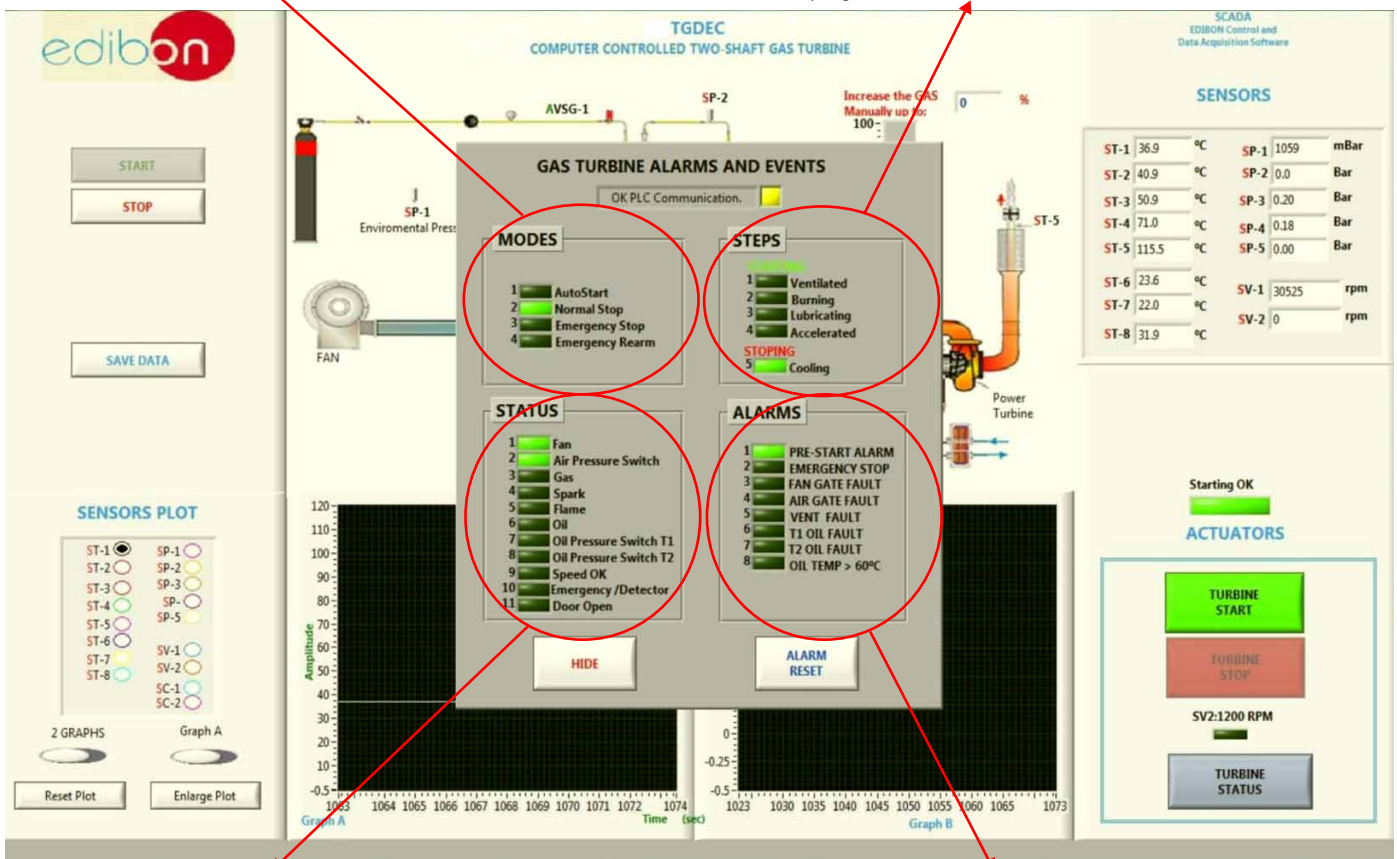 edibon
START
STOP
SAVE DATA
TGDEC
COMPUTER CONTROLLED TWO-SHAFT GAS TURBINE
AVSG-1
SP-2
Increase the GAS
Manually up to:
0 %
100
SP-1
FAN
ST-5
Power
Turbine
GAS TURBINE ALARMS AND EVENTS
OK PLC Communication.
MODES
1 AutoStart
2 Normal Stop
3 Emergency Stop
4 Emergency Rearm
STEPS
1 Ventilated
2 Burning
3 Lubricating
4 Accelerated
STOPING
5 Cooling
STATUS
1 Fan
2 Air Pressure Switch
3 Gas
4 Spark
5 Flame
6 Oil
7 Oil Pressure Switch T1
8 Oil Pressure Switch T2
9 Speed OK
10 Emergency /Detector
11 Door Open
ALARMS
1 PRE-START ALARM
2 EMERGENCY STOP
3 FAN GATE FAULT
4 AIR GATE FAULT
5 VENT FAULT
6 T1 OIL FAULT
7 T2 OIL FAULT
8 OIL TEMP > 60ºC
HIDE
ALARM
RESET
SCADA
EDIBON Control and
Data Acquisition Software
SENSORS
ST-1 36.9 ºC SP-1 1059 mBar
ST-2 40.9 ºC SP-2 0.0 Bar
ST-3 50.9 ºC SP-3 0.20 Bar
ST-4 71.0 ºC SP-4 0.18 Bar
ST-5 115.5 ºC SP-5 0.00 Bar
ST-6 23.6 ºC SV-1 30525 rpm
ST-7 22.0 ºC SV-2 0 rpm
ST-8 31.9 ºC
SENSORS PLOT
ST-1 SP-1
ST-2 SP-2
ST-3 SP-3
ST-4 SP-
ST-5 SP-5
ST-6
ST-7 SV-1
ST-8 SV-2
SC-1
SC-2
2 GRAPHS Graph A
Reset Plot Enlarge Plot
Amplitude
120
110
100
90
80
70
60
50
40
30
20
10
-0.5
1063 1064 1065 1066 1067 1068 1069 1070 1071 1072 1074
Graph A
Time (sec)
0
-0.25
-0.5
1023 1030 1035 1040 1045 1050 1055 1060 1065 1073
Graph B
Starting OK
ACTUATORS
TURBINE
START
TURBINE
STOP
SV2:1200 RPM
TURBINE
STATUS